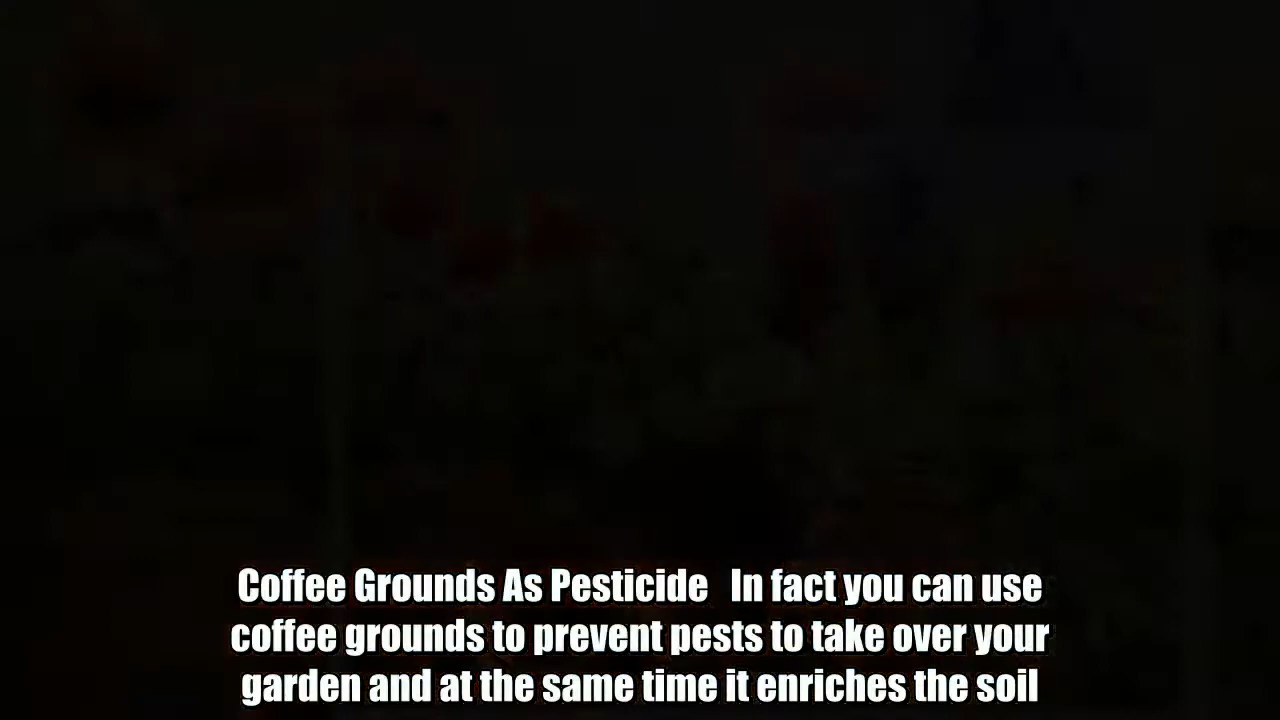 Coffee Grounds As Pesticide   In fact you can use
coffee grounds to prevent pests to take over your
garden and at the same time it enriches the soil